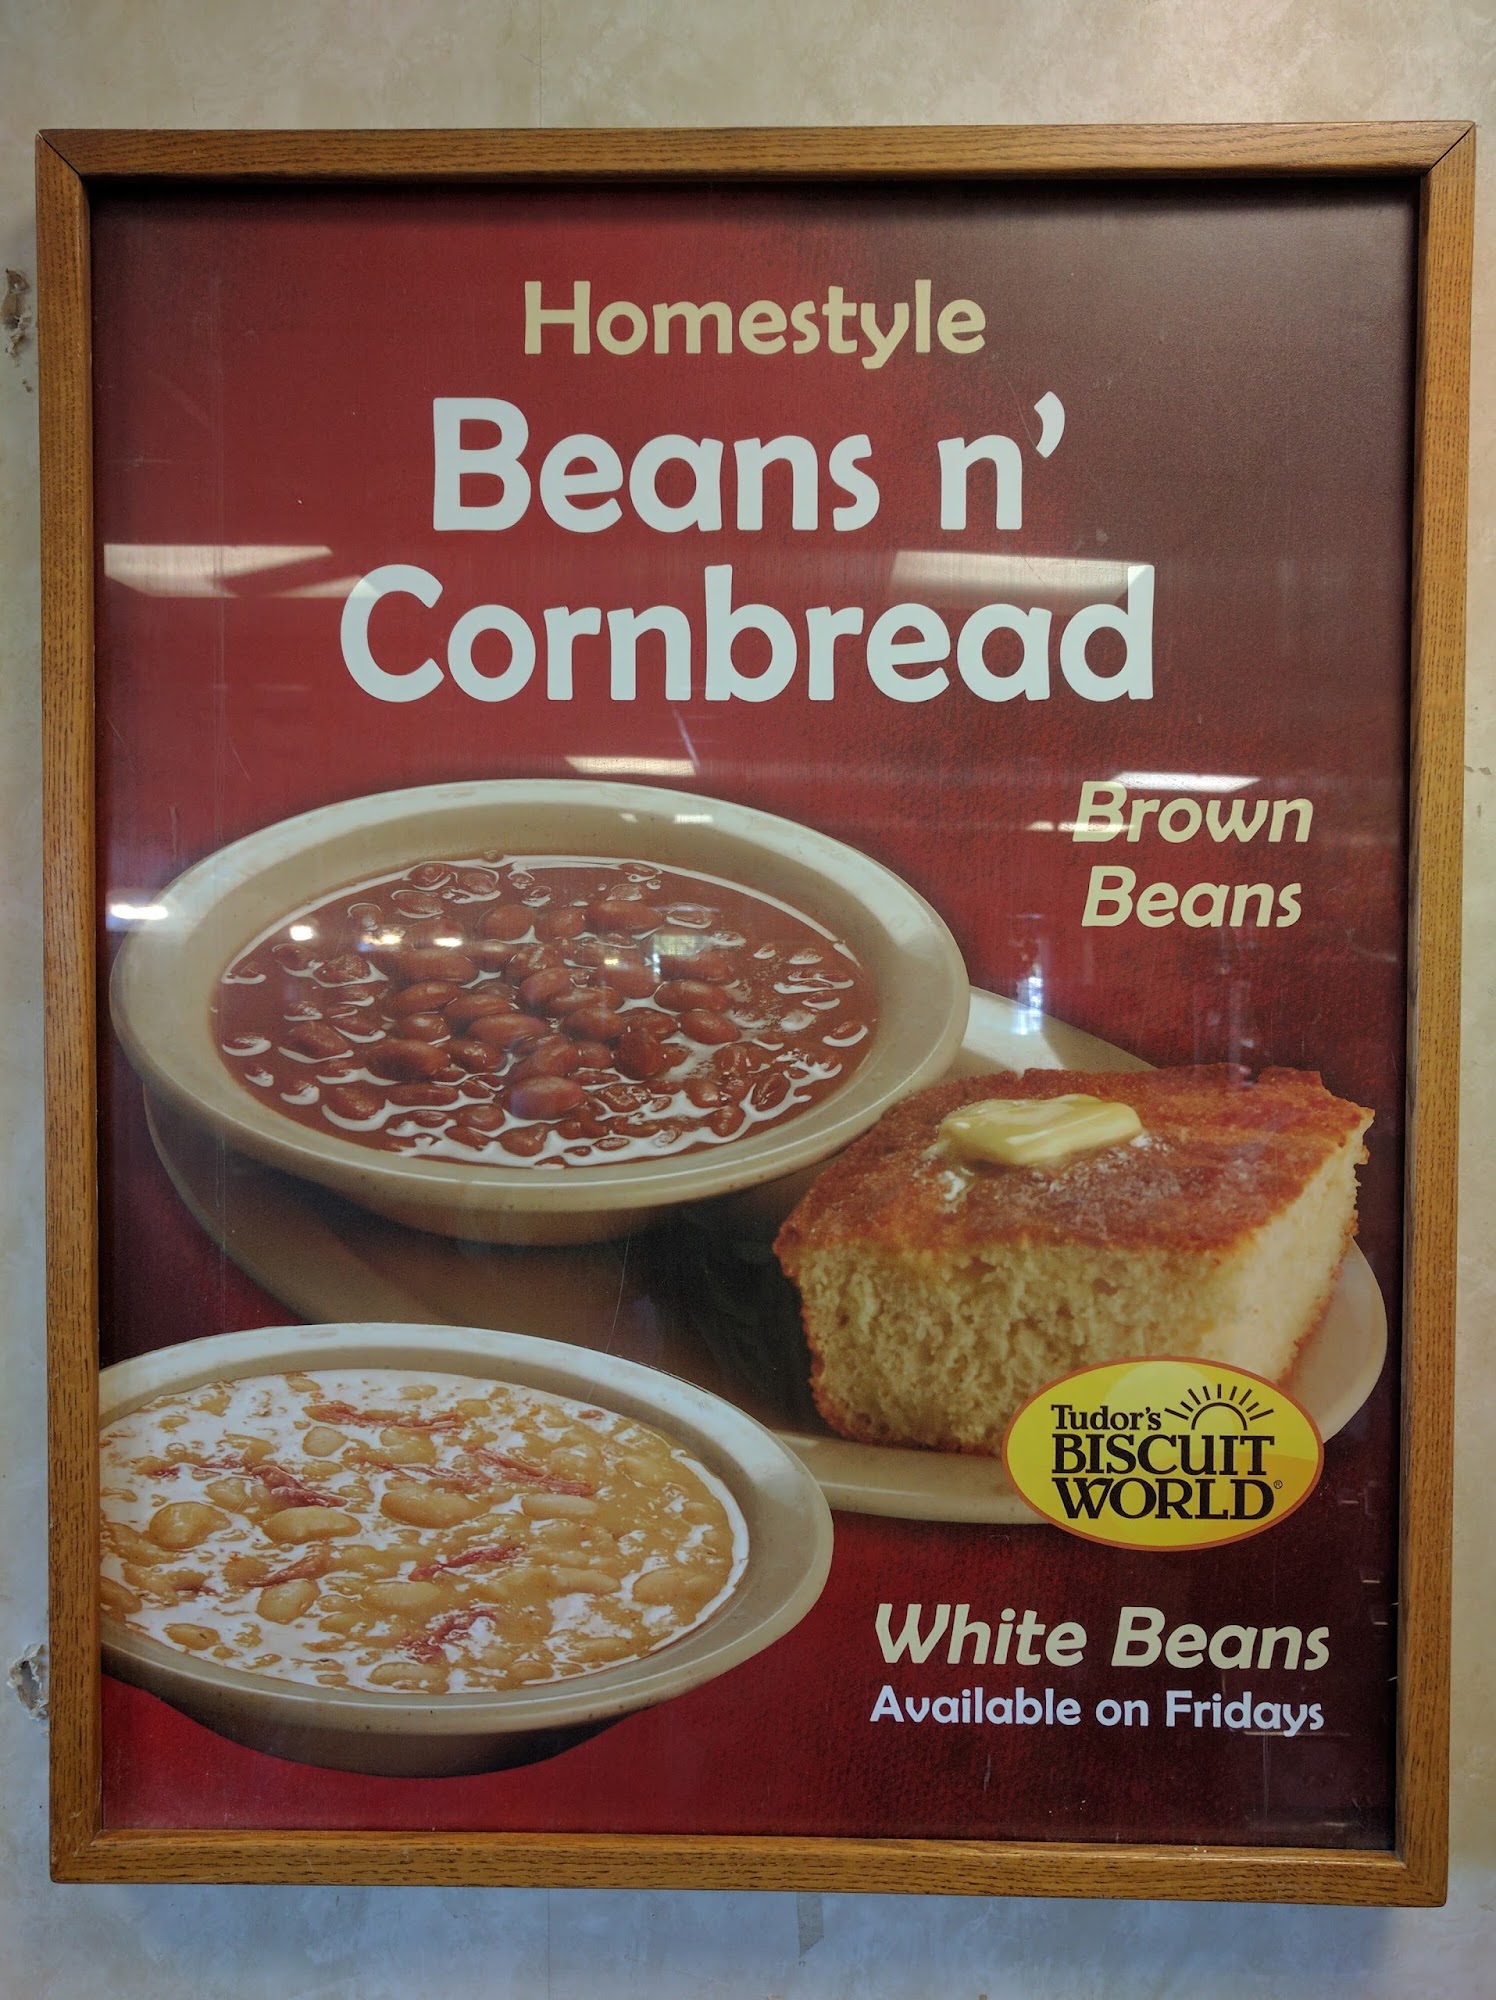 Homestyle
Beans n'
Cornbread
Brown
Beans
Tudor's
BISCUIT
WORLD®
White Beans
Available on Fridays